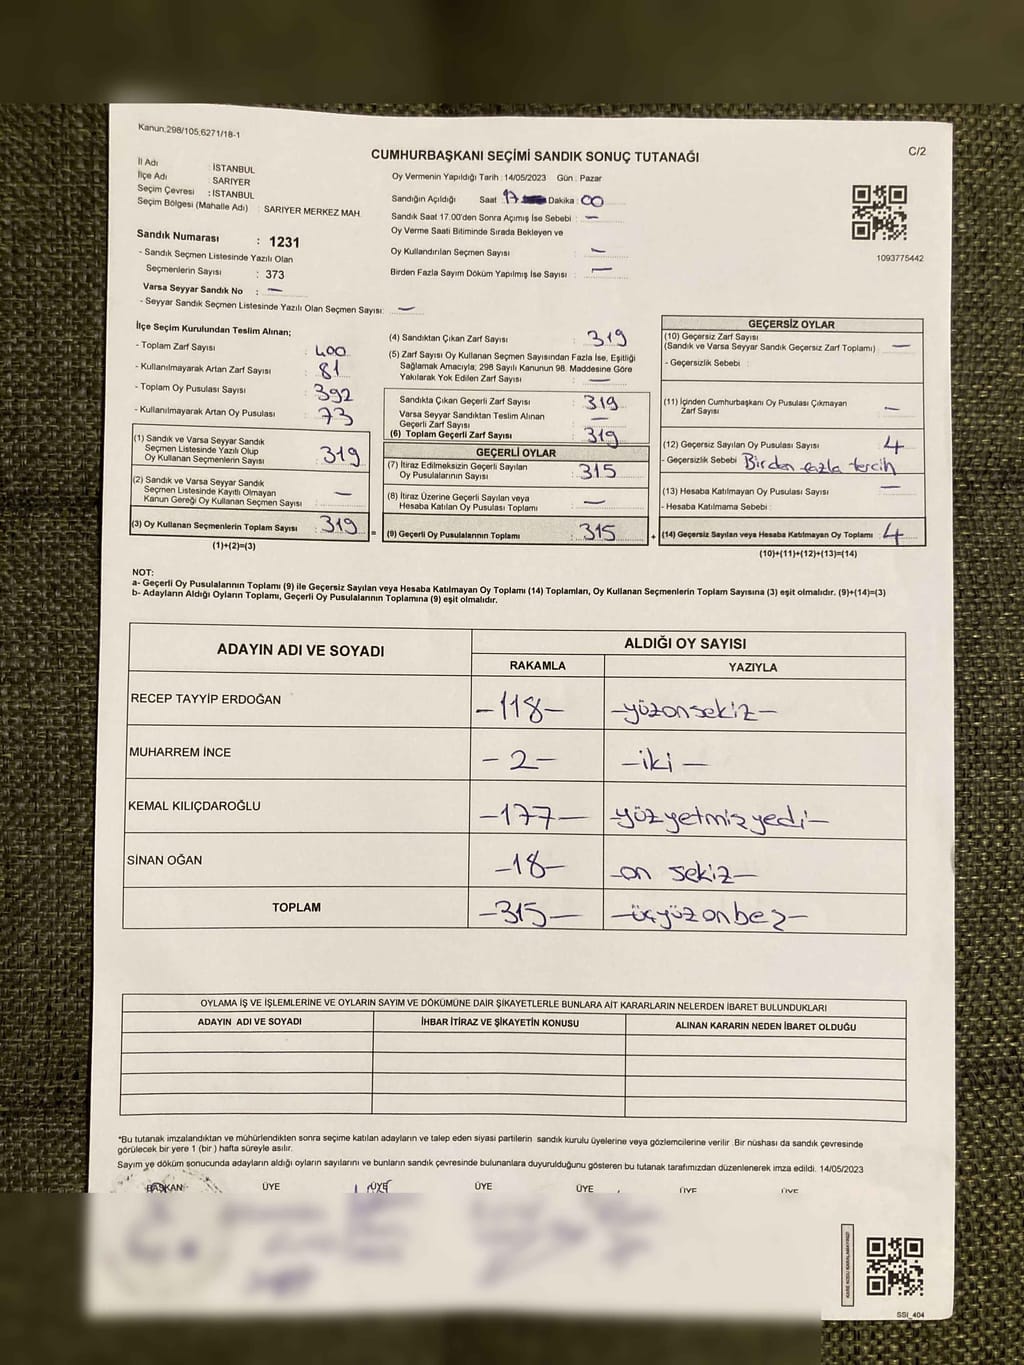 Kanun.298/105,6271/18-1
CUMHURBAŞKANI SEÇİMİ SANDIK SONUÇ TUTANAĞI
C/2
İl Adı : İSTANBUL
İlçe Adı : SARIYER
Seçim Çevresi : İSTANBUL
Seçim Bölgesi (Mahalle Adı) : SARIYER MERKEZ MAH.
Sandık Numarası : 1231
- Sandık Seçmen Listesinde Yazılı Olan
Seçmenlerin Sayısı : 373
Varsa Seyyar Sandık No : —
- Seyyar Sandık Seçmen Listesinde Yazılı Olan Seçmen Sayısı: —
Oy Vermenin Yapıldığı Tarih : 14/05/2023 Gün : Pazar
Sandığın Açıldığı Saat : 17 Dakika : 00
Sandık Saat 17.00'den Sonra Açımış İse Sebebi : —
Oy Verme Saati Bitiminde Sırada Bekleyen ve
Oy Kullandırılan Seçmen Sayısı : —
Birden Fazla Sayım Döküm Yapılmış İse Sayısı : —
1093775442
İlçe Seçim Kurulundan Teslim Alınan;
- Toplam Zarf Sayısı : 400
- Kullanılmayarak Artan Zarf Sayısı : 81
- Toplam Oy Pusulası Sayısı : 392
- Kullanılmayarak Artan Oy Pusulası : 73
(1) Sandık ve Varsa Seyyar Sandık
Seçmen Listesinde Yazılı Olup
Oy Kullanan Seçmenlerin Sayısı : 319
(2) Sandık ve Varsa Seyyar Sandık
Seçmen Listesinde Kayıtlı Olmayan
Kanun Gereği Oy Kullanan Seçmen Sayısı : —
(3) Oy Kullanan Seçmenlerin Toplam Sayısı : 319 =
(1)+(2)=(3)
(4) Sandıktan Çıkan Zarf Sayısı : 319
(5) Zarf Sayısı Oy Kullanan Seçmen Sayısından Fazla İse, Eşitliği
Sağlamak Amacıyla; 298 Sayılı Kanunun 98. Maddesine Göre
Yakılarak Yok Edilen Zarf Sayısı : —
Sandıkta Çıkan Geçerli Zarf Sayısı : 319
Varsa Seyyar Sandıktan Teslim Alınan
Geçerli Zarf Sayısı : —
(6) Toplam Geçerli Zarf Sayısı : 319
GEÇERLİ OYLAR
(7) İtiraz Edilmeksizin Geçerli Sayılan
Oy Pusulalarının Sayısı : 315
(8) İtiraz Üzerine Geçerli Sayılan veya
Hesaba Katılan Oy Pusulası Toplamı : —
(9) Geçerli Oy Pusulalarının Toplamı : 315 +
GEÇERSİZ OYLAR
(10) Geçersiz Zarf Sayısı
(Sandık ve Varsa Seyyar Sandık Geçersiz Zarf Toplamı) : —
- Geçersizlik Sebebi :
(11) İçinden Cumhurbaşkanı Oy Pusulası Çıkmayan
Zarf Sayısı : —
(12) Geçersiz Sayılan Oy Pusulası Sayısı : 4
- Geçersizlik Sebebi : Birden fazla tercih
(13) Hesaba Katılmayan Oy Pusulası Sayısı : —
- Hesaba Katılmama Sebebi :
(14) Geçersiz Sayılan veya Hesaba Katılmayan Oy Toplamı : 4
(10)+(11)+(12)+(13)=(14)
NOT:
a- Geçerli Oy Pusulalarının Toplamı (9) ile Geçersiz Sayılan veya Hesaba Katılmayan Oy Toplamı (14) Toplamları, Oy Kullanan Seçmenlerin Toplam Sayısına (3) eşit olmalıdır. (9)+(14)=(3)
b- Adayların Aldığı Oyların Toplamı, Geçerli Oy Pusulalarının Toplamına (9) eşit olmalıdır.
ADAYIN ADI VE SOYADI
ALDIĞI OY SAYISI
RAKAMLA YAZIYLA
RECEP TAYYİP ERDOĞAN —118— —yüzonsekiz—
MUHARREM İNCE —2— —iki—
KEMAL KILIÇDAROĞLU —177— —yüzyetmişyedi—
SİNAN OĞAN —18— —on sekiz—
TOPLAM —315— —üçyüzonbeş—
OYLAMA İŞ VE İŞLEMLERİNE VE OYLARIN SAYIM VE DÖKÜMÜNE DAİR ŞİKAYETLERLE BUNLARA AİT KARARLARIN NELERDEN İBARET BULUNDUKLARI
ADAYIN ADI VE SOYADI İHBAR İTİRAZ VE ŞİKAYETİN KONUSU ALINAN KARARIN NEDEN İBARET OLDUĞU
*Bu tutanak imzalandıktan ve mühürlendikten sonra seçime katılan adayların ve talep eden siyasi partilerin sandık kurulu üyelerine veya gözlemcilerine verilir .Bir nüshası da sandık çevresinde
görülecek bir yere 1 (bir ) hafta süreyle asılır.
Sayım ve döküm sonucunda adayların aldığı oyların sayılarını ve bunların sandık çevresinde bulunanlara duyurulduğunu gösteren bu tutanak tarafımızdan düzenlenerek imza edildi. 14/05/2023
BAŞKAN ÜYE ÜYE ÜYE ÜYE ÜYE ÜYE
SSİ_404